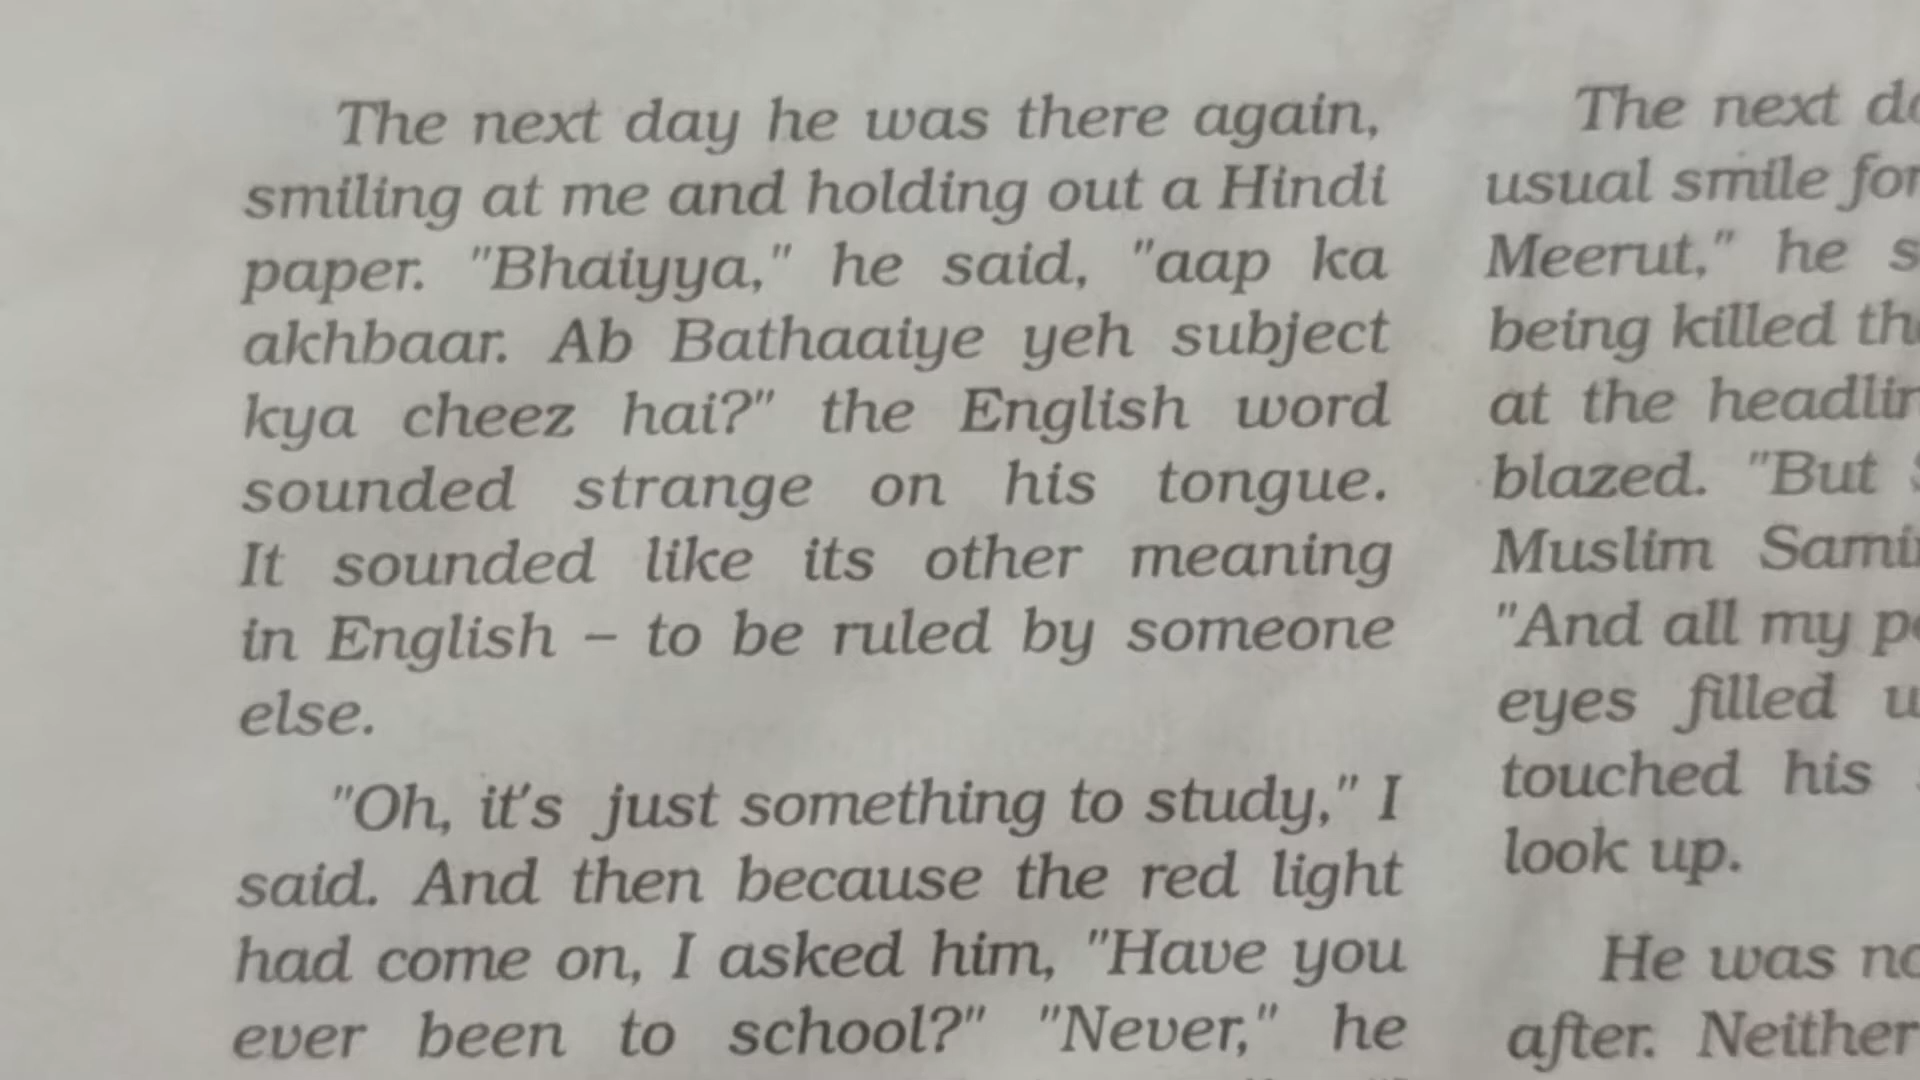 The next day he was there again,
smiling at me and holding out a Hindi
paper. "Bhaiyya," he said, "aap ka
akhbaar. Ab Bathaaiye yeh subject
kya cheez hai?" the English word
sounded strange on his tongue.
It sounded like its other meaning
in English – to be ruled by someone
else.
"Oh, it's just something to study," I
said. And then because the red light
had come on, I asked him, "Have you
ever been to school?" "Never," he
The next
usual smile for
Meerut," he
being killed
at the
blazed. "But
Muslim
"And all my
eyes filled
touched his
look up.
He was
after. Neither